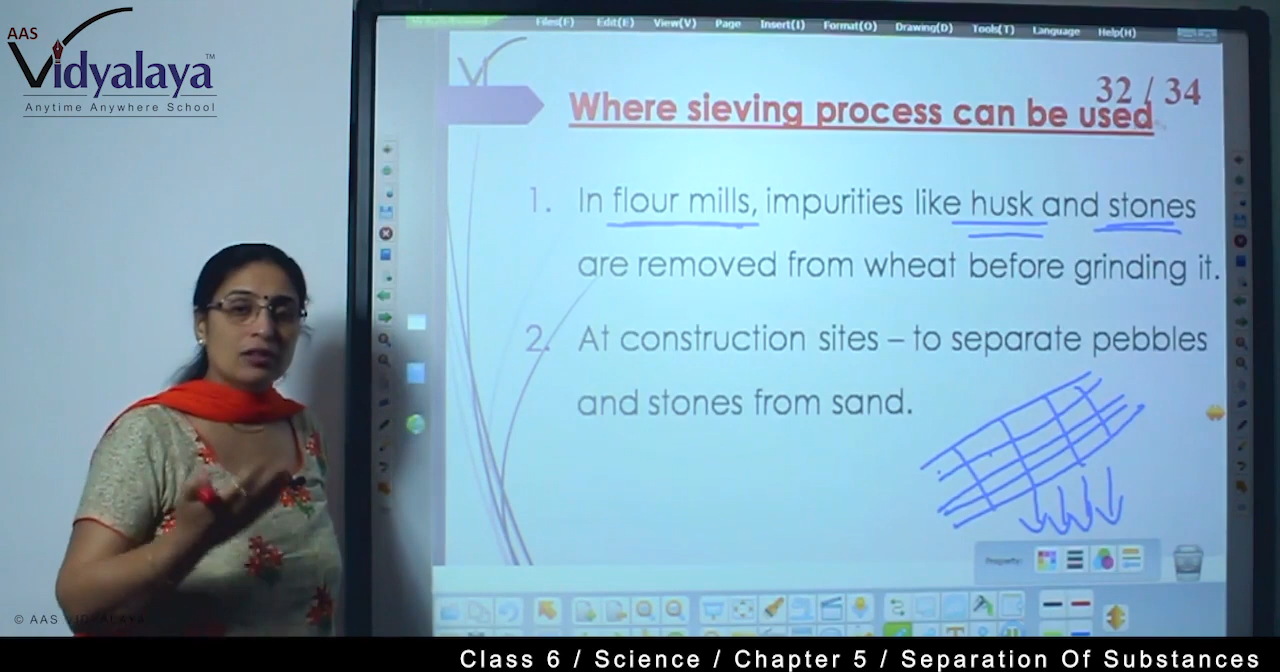 AAS
Vidyalaya™
Anytime Anywhere School
Files(F) Edit(E) View(V) Page Insert(I) Format(O) Drawing(D) Tools(T) Language Help(H)
32 / 34
Where sieving process can be used
1. In flour mills, impurities like husk and stones
are removed from wheat before grinding it.
2. At construction sites – to separate pebbles
and stones from sand.
Property
© AAS VIDYALAYA
Class 6 / Science / Chapter 5 / Separation Of Substances